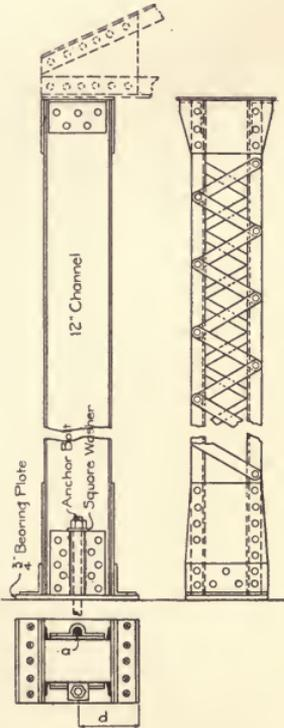 12" Channel
Anchor Bolt
Square Washer
3" Bearing Plate
4
a
d